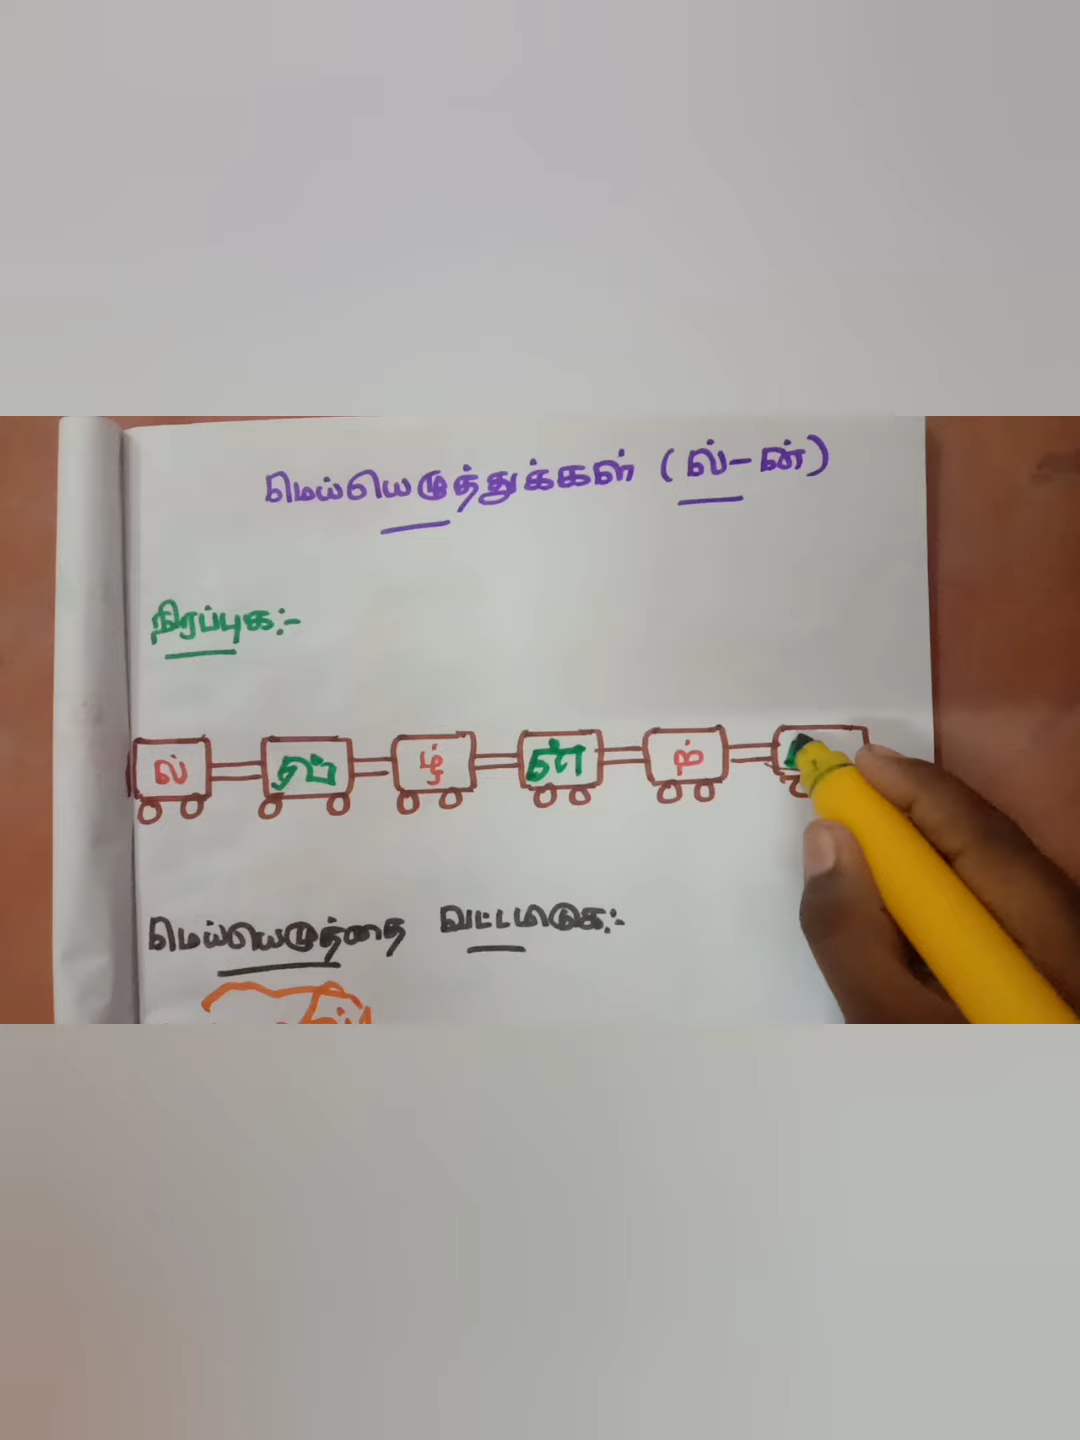 மெய்யெழுத்துக்கள் (ல்-ன்)
நிரப்புக:-
ல் வ் ழ் ள் ற்
மெய்யெழுத்தை வட்டமிடுக:-